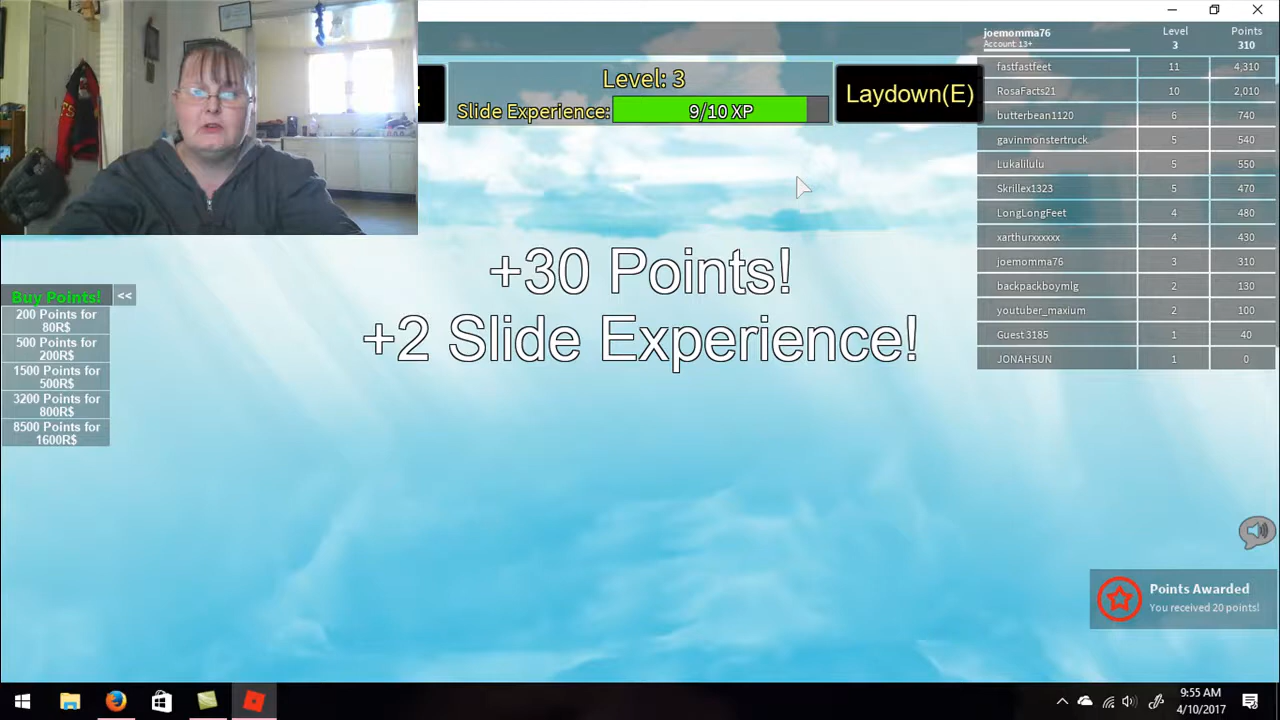 joemomma76
Account: 13+
Level
3
Points
310
fastfastfeet 11 4,310
RosaFacts21 10 2,010
butterbean1120 6 740
gavinmonstertruck 5 540
Lukalilulu 5 550
Skrillex1323 5 470
LongLongFeet 4 480
xarthurxxxxxx 4 430
joemomma76 3 310
backpackboymlg 2 130
youtuber_maxium 2 100
Guest 3185 1 40
JONAHSUN 1 0
Level: 3
Slide Experience: 9/10 XP
Laydown(E)
+30 Points!
+2 Slide Experience!
Buy Points! <<
200 Points for
80R$
500 Points for
200R$
1500 Points for
500R$
3200 Points for
800R$
8500 Points for
1600R$
Points Awarded
You received 20 points!
9:55 AM
4/10/2017